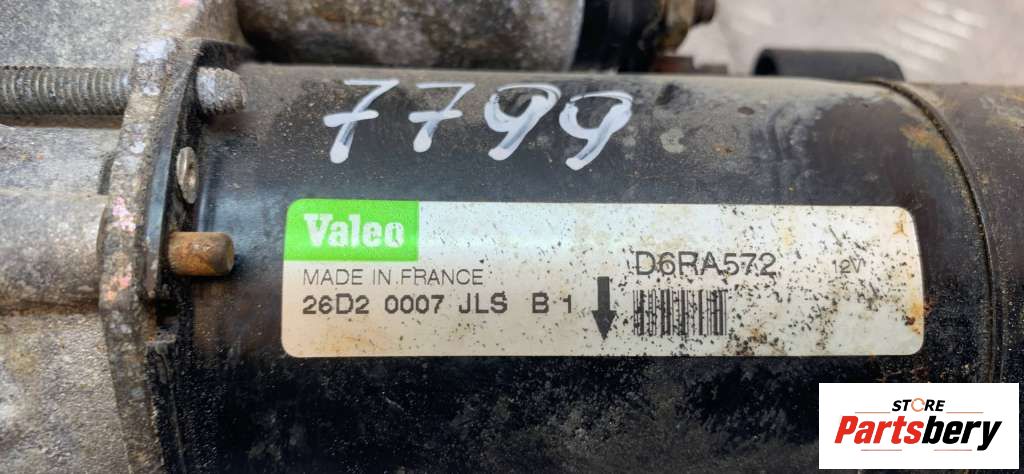 7799
Valeo
MADE IN FRANCE
26D2 0007 JLS B 1
D6RA572 12V
STORE
Partsbery